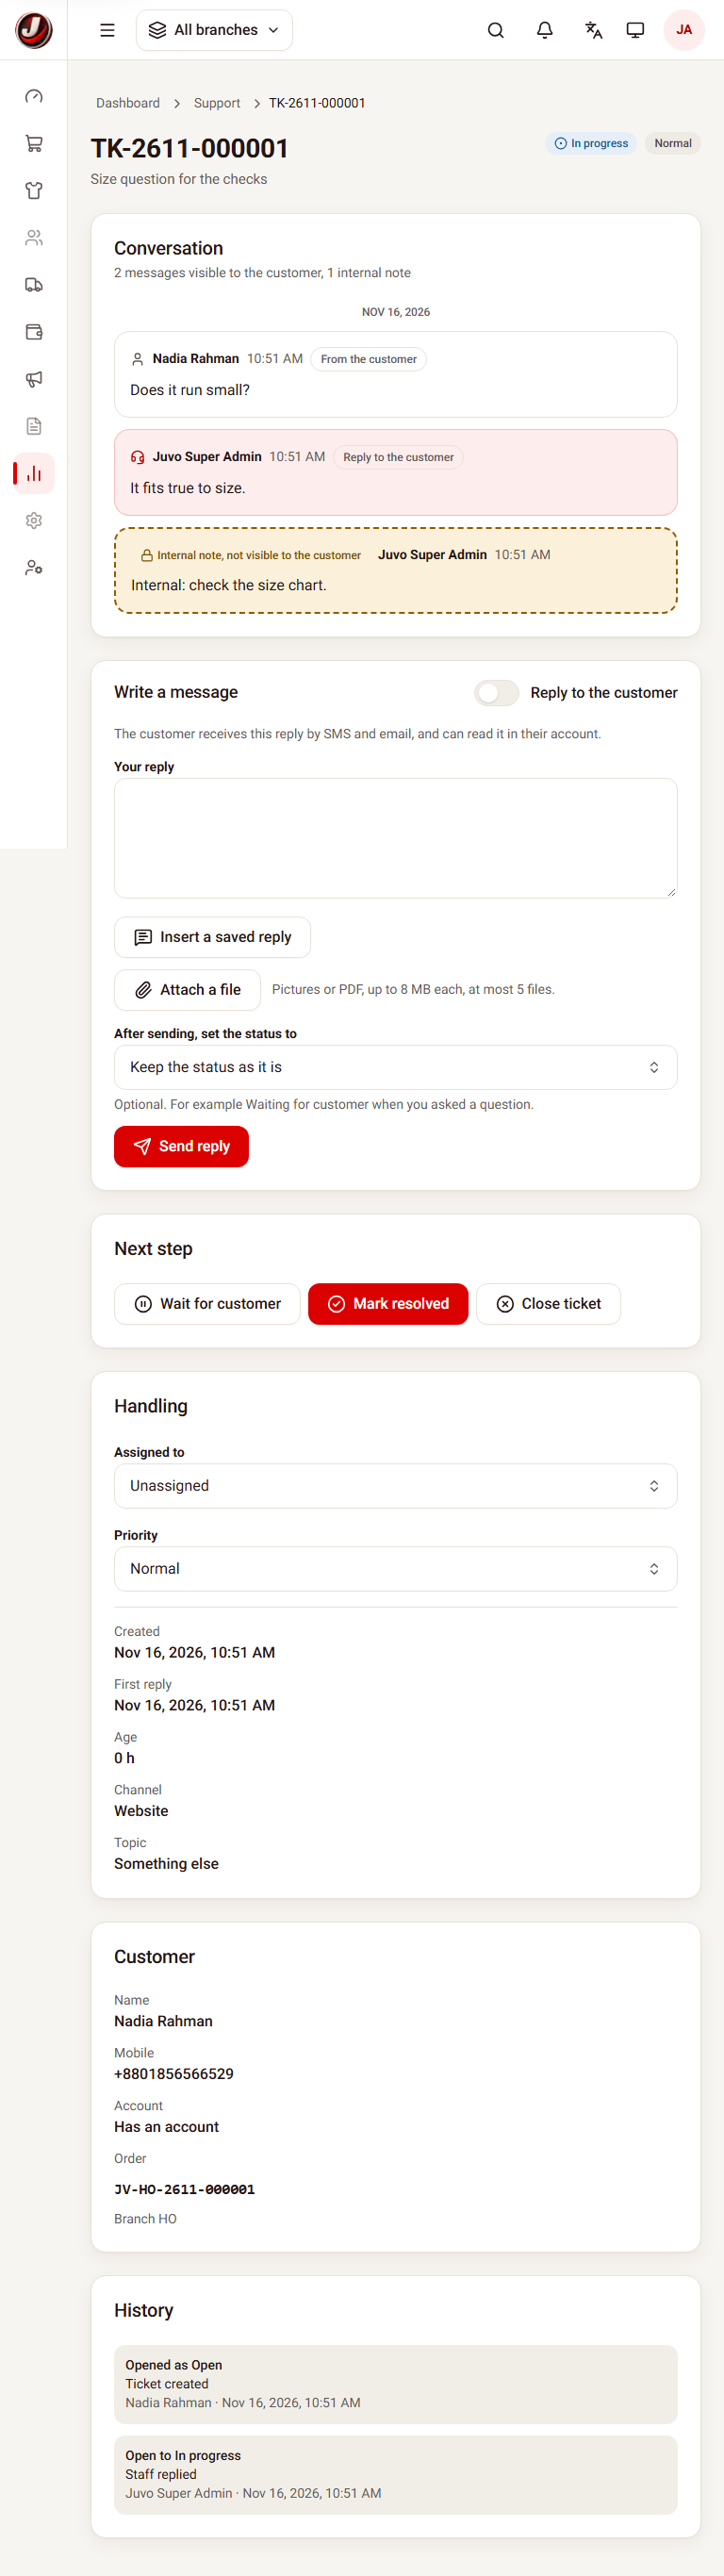 J
All branches
JA
Dashboard > Support > TK-2611-000001
TK-2611-000001
In progress
Normal
Size question for the checks
Conversation
2 messages visible to the customer, 1 internal note
NOV 16, 2026
Nadia Rahman 10:51 AM From the customer
Does it run small?
Juvo Super Admin 10:51 AM Reply to the customer
It fits true to size.
Internal note, not visible to the customer Juvo Super Admin 10:51 AM
Internal: check the size chart.
Write a message
Reply to the customer
The customer receives this reply by SMS and email, and can read it in their account.
Your reply
Insert a saved reply
Attach a file
Pictures or PDF, up to 8 MB each, at most 5 files.
After sending, set the status to
Keep the status as it is
Optional. For example Waiting for customer when you asked a question.
Send reply
Next step
Wait for customer
Mark resolved
Close ticket
Handling
Assigned to
Unassigned
Priority
Normal
Created
Nov 16, 2026, 10:51 AM
First reply
Nov 16, 2026, 10:51 AM
Age
0 h
Channel
Website
Topic
Something else
Customer
Name
Nadia Rahman
Mobile
+8801856566529
Account
Has an account
Order
JV-HO-2611-000001
Branch HO
History
Opened as Open
Ticket created
Nadia Rahman · Nov 16, 2026, 10:51 AM
Open to In progress
Staff replied
Juvo Super Admin · Nov 16, 2026, 10:51 AM